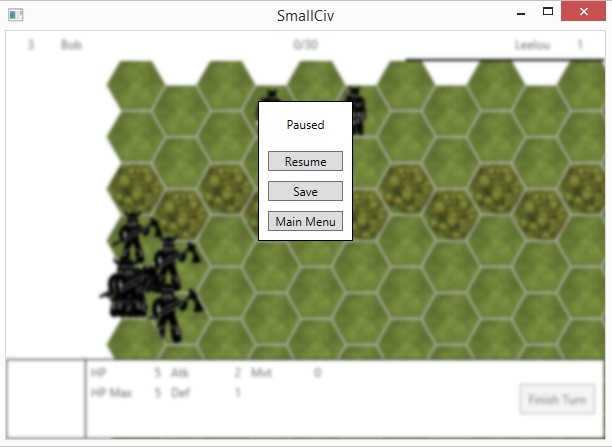 SmallCiv
3 Bob 0/30 Leelou 1
Paused
Resume
Save
Main Menu
HP 5 Atk 2 Mvt 0
HP Max 5 Def 1
Finish Turn